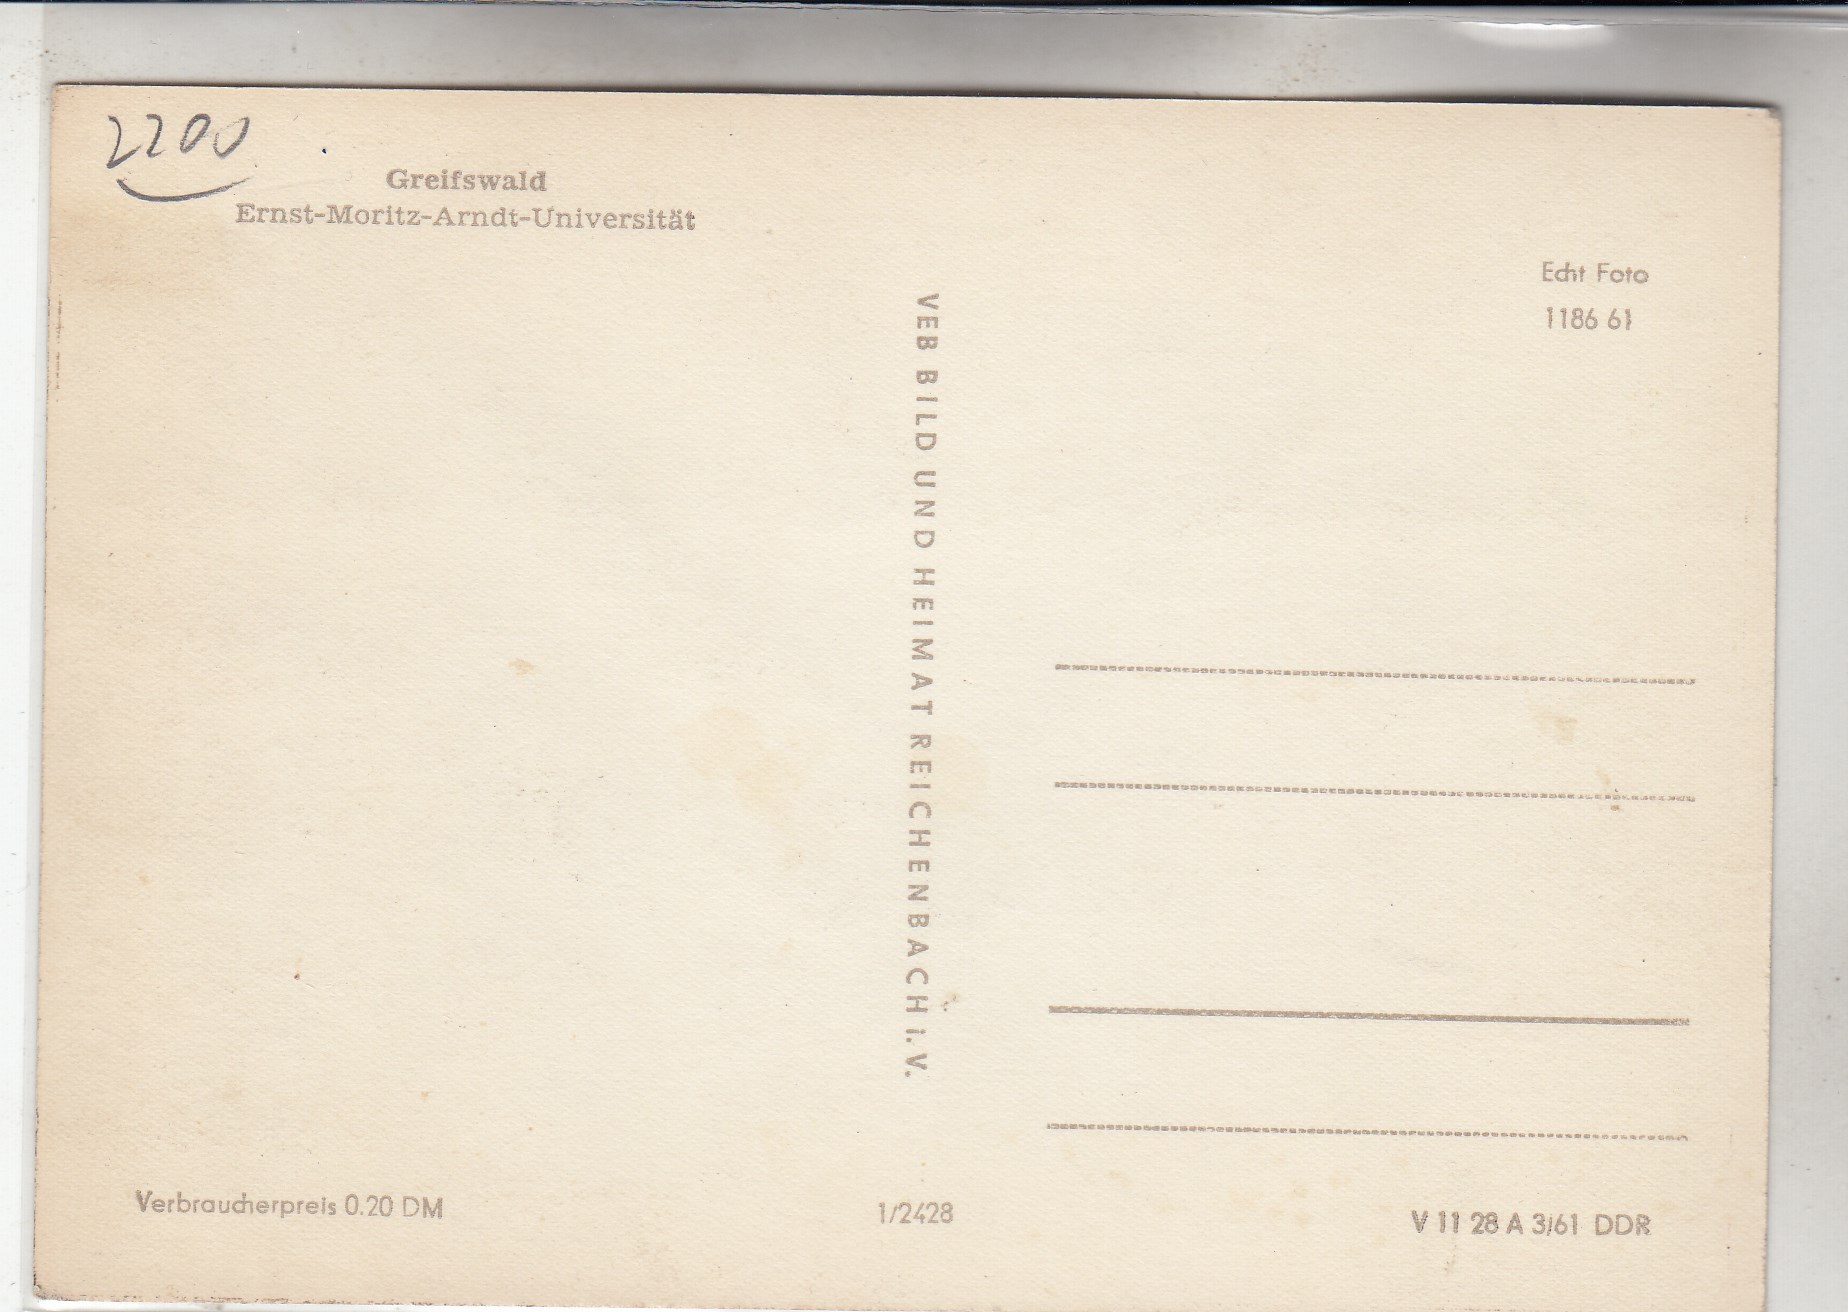 2200
Greifswald
Ernst-Moritz-Arndt-Universität
Echt Foto
1186 61
VEB BILD UND HEIMAT REICHENBACH i. V.
Verbraucherpreis 0.20 DM
1/2428
V 11 28 A 3/61 DDR